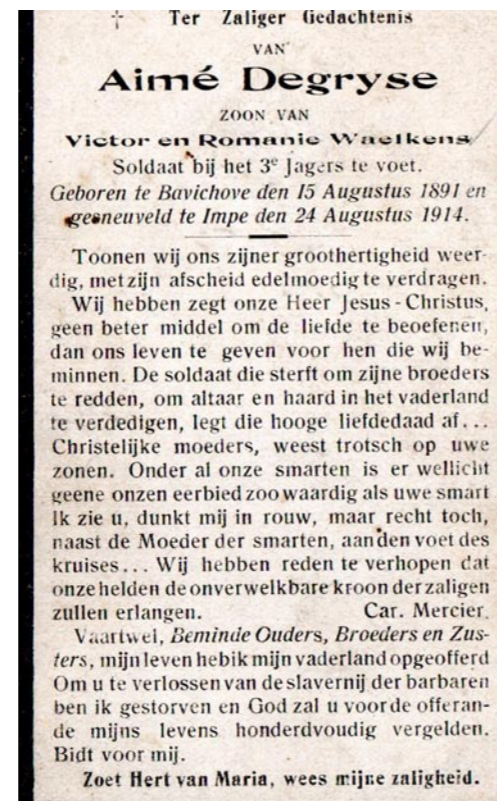 † Ter Zaliger Gedachtenis
VAN
Aimé Degryse
ZOON VAN
Victor en Romanie Waelkens
Soldaat bij het 3e Jagers te voet.
Geboren te Bavichove den 15 Augustus 1891 en
gesneuveld te Impe den 24 Augustus 1914.
Toonen wij ons zijner groothertigheid weer-
dig, met zijn afscheid edelmoedig te verdragen.
Wij hebben zegt onze Heer Jesus-Christus,
geen beter middel om de liefde te beoefenen,
dan ons leven te geven voor hen die wij be-
minnen. De soldaat die sterft om zijne broeders
te redden, om altaar en haard in het vaderland
te verdedigen, legt die hooge liefdedaad af...
Christelijke moeders, weest trotsch op uwe
zonen. Onder al onze smarten is er wellicht
geene onzen eerbied zoo waardig als uwe smart
Ik zie u, dunkt mij in rouw, maar recht toch,
naast de Moeder der smarten, aan den voet des
kruises... Wij hebben reden te verhopen dat
onze helden de onverwelkbare kroon der zaligen
zullen erlangen. Car. Mercier.
Vaartwel, Beminde Ouders, Broeders en Zus-
ters, mijn leven heb ik mijn vaderland opgeofferd
Om u te verlossen van de slavernij der barbaren
ben ik gestorven en God zal u voor de offeran-
de mijns levens honderdvoudig vergelden.
Bidt voor mij.
Zoet Hert van Maria, wees mijne zaligheid.